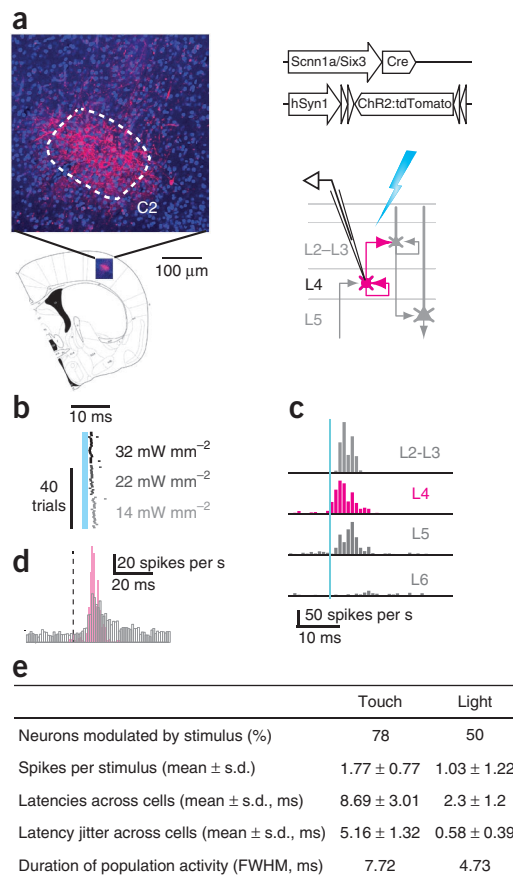 a
C2
100 μm
Scnn1a/Six3 Cre
hSyn1 ChR2:tdTomato
L2–L3
L4
L5
b
10 ms
40 trials
32 mW mm−2
22 mW mm−2
14 mW mm−2
c
L2-L3
L4
L5
L6
50 spikes per s
10 ms
d
20 spikes per s
20 ms
e
Touch Light
Neurons modulated by stimulus (%) 78 50
Spikes per stimulus (mean ± s.d.) 1.77 ± 0.77 1.03 ± 1.22
Latencies across cells (mean ± s.d., ms) 8.69 ± 3.01 2.3 ± 1.2
Latency jitter across cells (mean ± s.d., ms) 5.16 ± 1.32 0.58 ± 0.39
Duration of population activity (FWHM, ms) 7.72 4.73